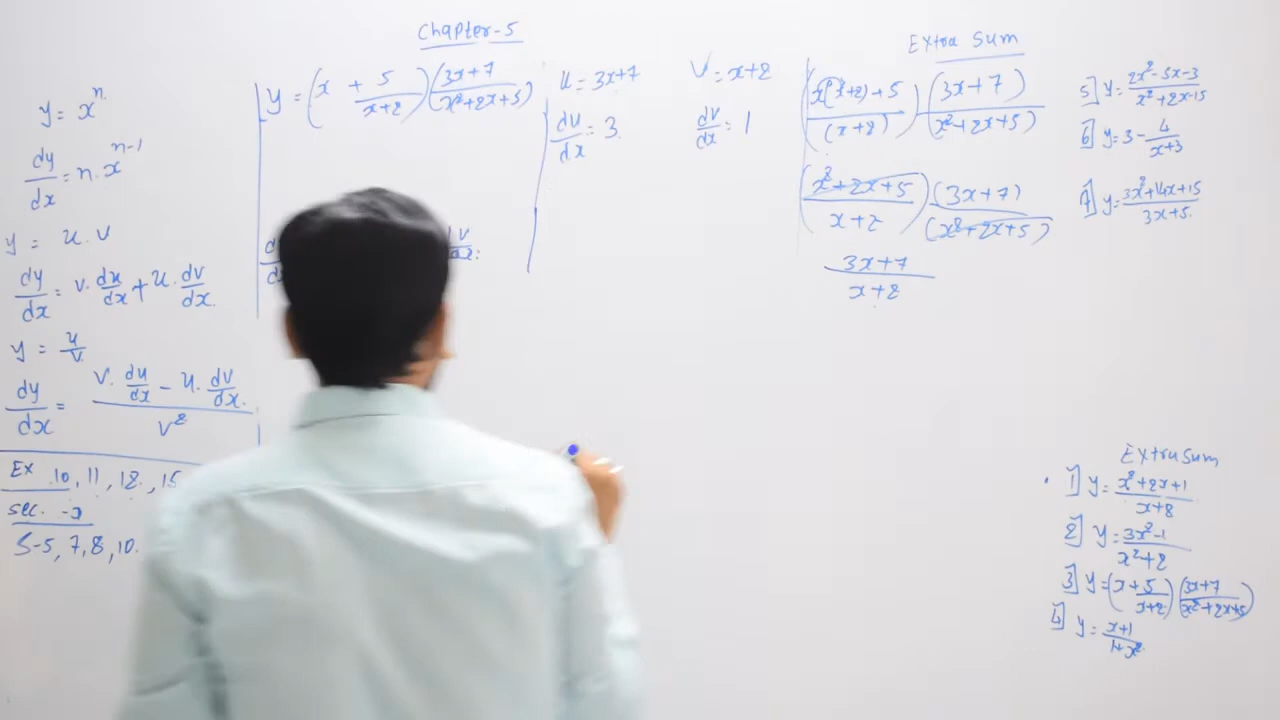 Chapter-5
y = x^n
dy/dx = n.x^(n-1)
y = u.v
dy/dx = v.du/dx + u.dv/dx.
y = u/v
dy/dx = (v.du/dx - u.dv/dx.)/v²
Ex 10, 11, 12, 15
sec.
S-5, 7, 8, 10.
y = (x + 5/(x+2)) ((3x+7)/(x²+2x+5))
u = 3x+7
du/dx = 3.
v = x+2
dv/dx = 1
Extra Sum
(x(x+2)+5)/(x+2) (3x+7)/(x²+2x+5)
(x²+2x+5)/(x+2) (3x+7)/(x²+2x+5)
(3x+7)/(x+2)
5] y = (2x²-5x-3)/(x²+2x-15)
6] y = 3 - 4/(x+3)
7] y = (3x²+14x+15)/(3x+5).
Extra Sum
1] y = (x²+2x+1)/(x+8)
2] y = (3x²-1)/(x²+2)
3] y = (x+5/(x+2)) ((3x+7)/(x²+2x+5))
4] y = (x+1)/(1+x²)